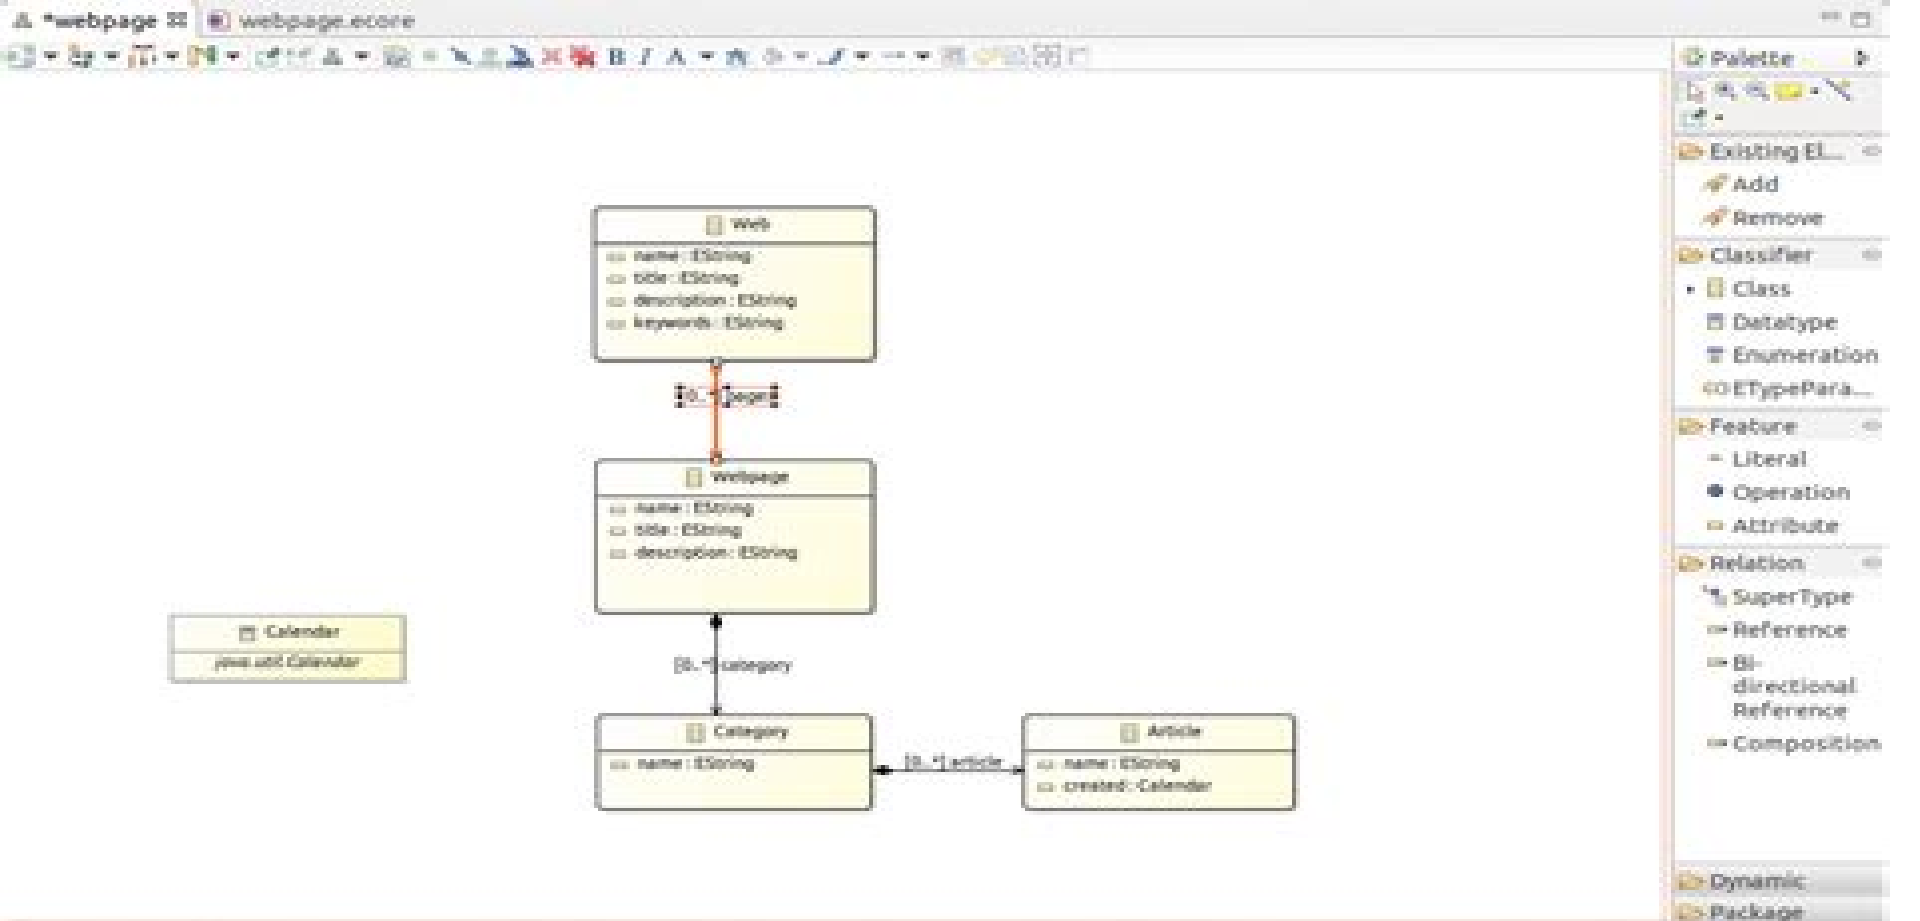 *webpage
webpage.ecore
Palette
Existing El...
Add
Remove
Classifier
Class
Datatype
Enumeration
ETypePara...
Feature
Literal
Operation
Attribute
Relation
SuperType
Reference
Bi-
directional
Reference
Composition
Dynamic
Package
Web
name : EString
title : EString
description : EString
keywords : EString
[0..*] pages
Webpage
name : EString
title : EString
description : EString
Calendar
java.util.Calendar
[0..*] category
Category
name : EString
[0..*] article
Article
name : EString
created : Calendar